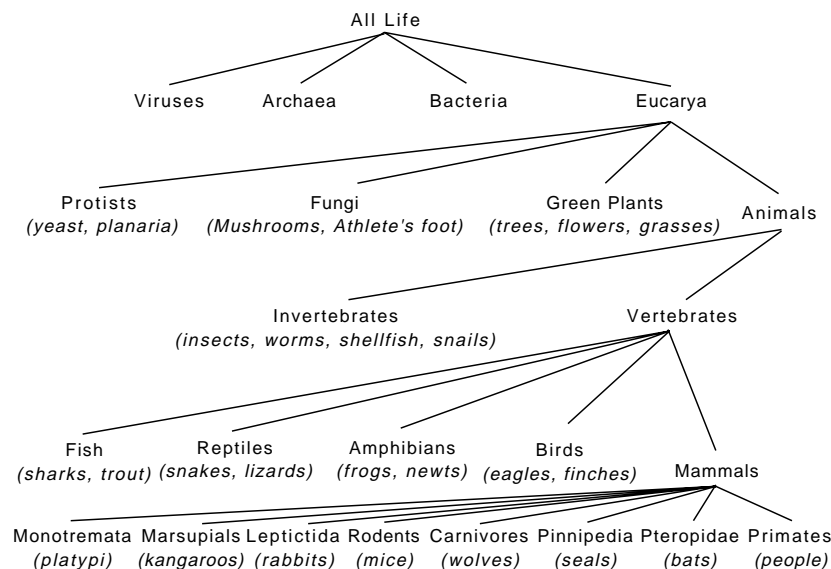 All Life
Viruses Archaea Bacteria Eucarya
Protists Fungi Green Plants Animals
(yeast, planaria) (Mushrooms, Athlete's foot) (trees, flowers, grasses)
Invertebrates Vertebrates
(insects, worms, shellfish, snails)
Fish Reptiles Amphibians Birds Mammals
(sharks, trout) (snakes, lizards) (frogs, newts) (eagles, finches)
Monotremata Marsupials Leptictida Rodents Carnivores Pinnipedia Pteropidae Primates
(platypi) (kangaroos) (rabbits) (mice) (wolves) (seals) (bats) (people)